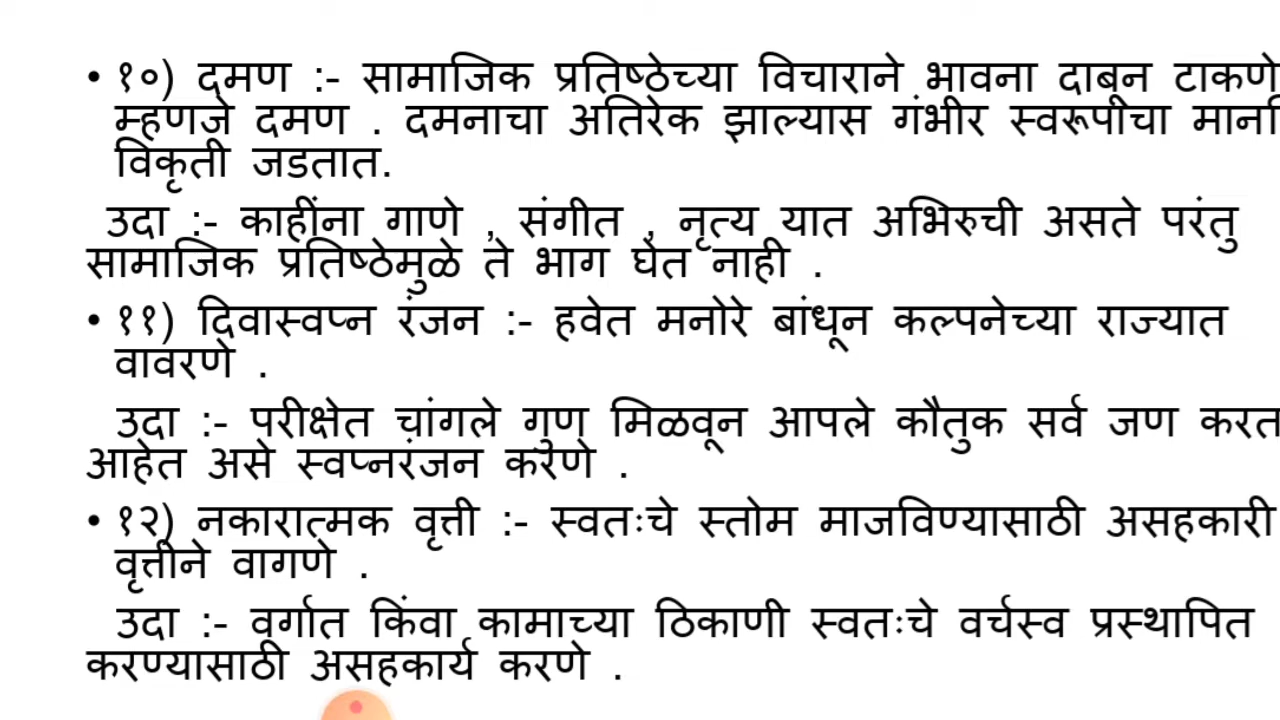 • १०) दमण :- सामाजिक प्रतिष्ठेच्या विचाराने भावना दाबून टाकणे
म्हणजे दमण . दमनाचा अतिरेक झाल्यास गंभीर स्वरूपाचा
विकृती जडतात.
उदा :- काहींना गाणे , संगीत , नृत्य यात अभिरुची असते परंतु
सामाजिक प्रतिष्ठेमुळे ते भाग घेत नाही .
• ११) दिवास्वप्न रंजन :- हवेत मनोरे बांधून कल्पनेच्या राज्यात
वावरणे .
उदा :- परीक्षेत चांगले गुण मिळवून आपले कौतुक सर्व जण करत
आहेत असे स्वप्नरंजन करणे .
• १२) नकारात्मक वृत्ती :- स्वतःचे स्तोम माजविण्यासाठी असहकारी
वृत्तीने वागणे .
उदा :- वर्गात किंवा कामाच्या ठिकाणी स्वतःचे वर्चस्व प्रस्थापित
करण्यासाठी असहकार्य करणे .